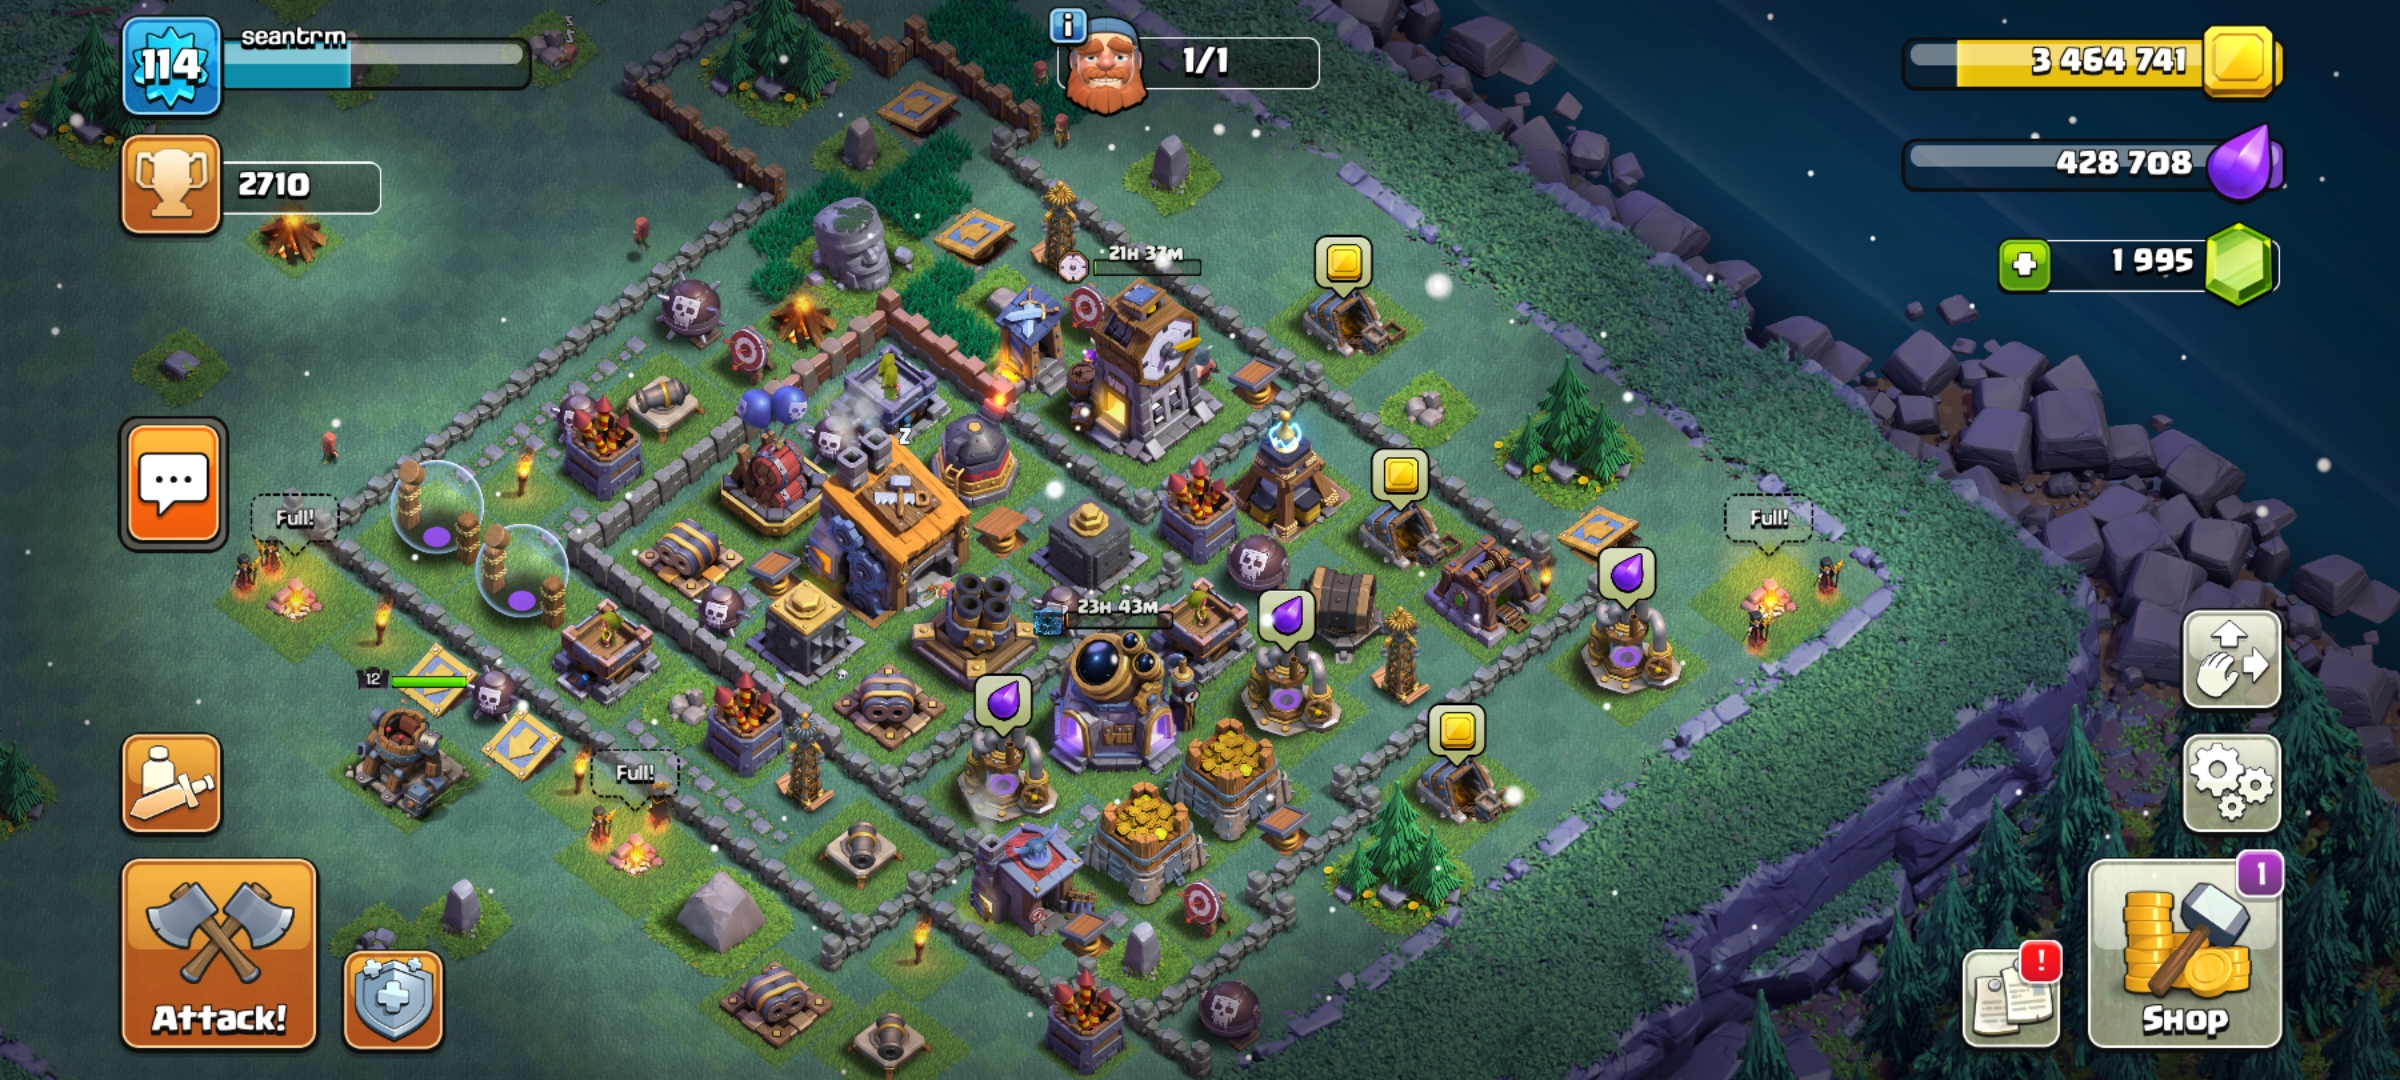 114
seantrm
i
1/1
3 464 741
2710
428 708
1 995
21H 37M
Z
Full!
Full!
23H 43M
12
VIII
Full!
Attack!
1
!
Shop